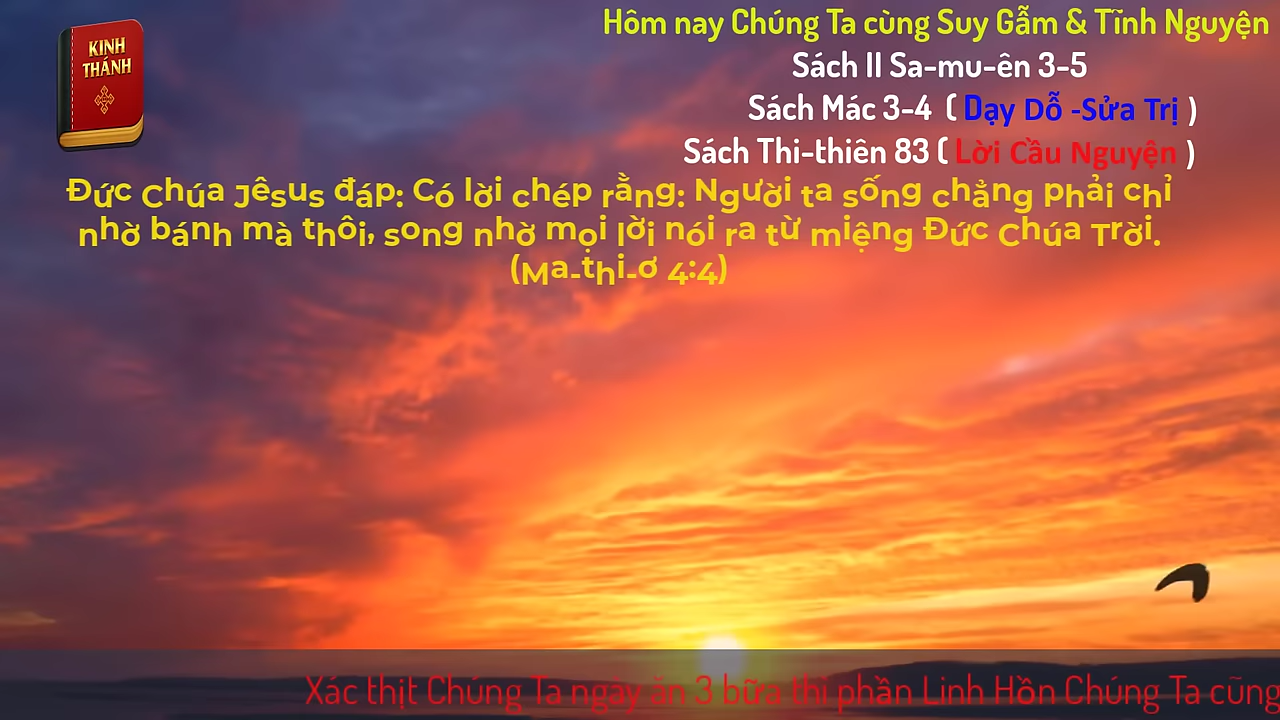 KINH
THÁNH
Hôm nay Chúng Ta cùng Suy Gẫm & Tĩnh Nguyện
Sách II Sa-mu-ên 3-5
Sách Mác 3-4 ( Dạy Dỗ -Sửa Trị )
Sách Thi-thiên 83 ( Lời Cầu Nguyện )
Đức Chúa Jêsus đáp: Có lời chép rằng: Người ta sống chẳng phải chỉ
nhờ bánh mà thôi, song nhờ mọi lời nói ra từ miệng Đức Chúa Trời.
(Ma-thi-ơ 4:4)
Xác thịt Chúng Ta ngày ăn 3 bữa thì phần Linh Hồn Chúng Ta cũng